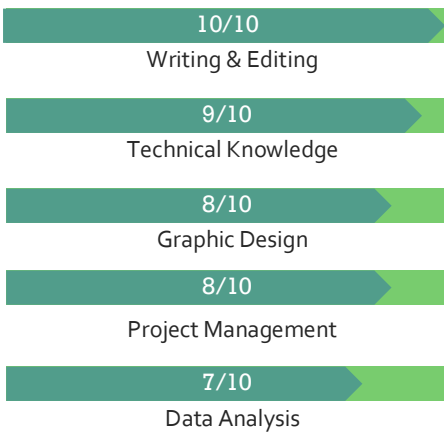 10/10
Writing & Editing
9/10
Technical Knowledge
8/10
Graphic Design
8/10
Project Management
7/10
Data Analysis